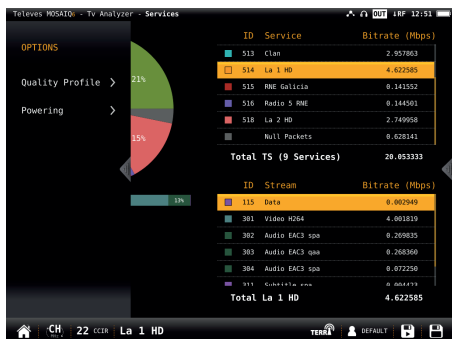 Televes MOSAIQ6 - Tv Analyzer - Services
OUT ↓RF 12:51
OPTIONS
Quality Profile >
Powering >
21%
15%
13%
ID Service Bitrate (Mbps)
513 Clan 2.957863
514 La 1 HD 4.622585
515 RNE Galicia 0.141552
516 Radio 5 RNE 0.144501
518 La 2 HD 2.749958
Null Packets 0.628141
Total TS (9 Services) 20.053333
ID Stream Bitrate (Mbps)
115 Data 0.002949
301 Video H264 4.001819
302 Audio EAC3 spa 0.269835
303 Audio EAC3 qaa 0.268360
304 Audio EAC3 spa 0.072250
311 Subtitle spa 0.004423
Total La 1 HD 4.622585
CH 22 CCIR La 1 HD TERR DEFAULT